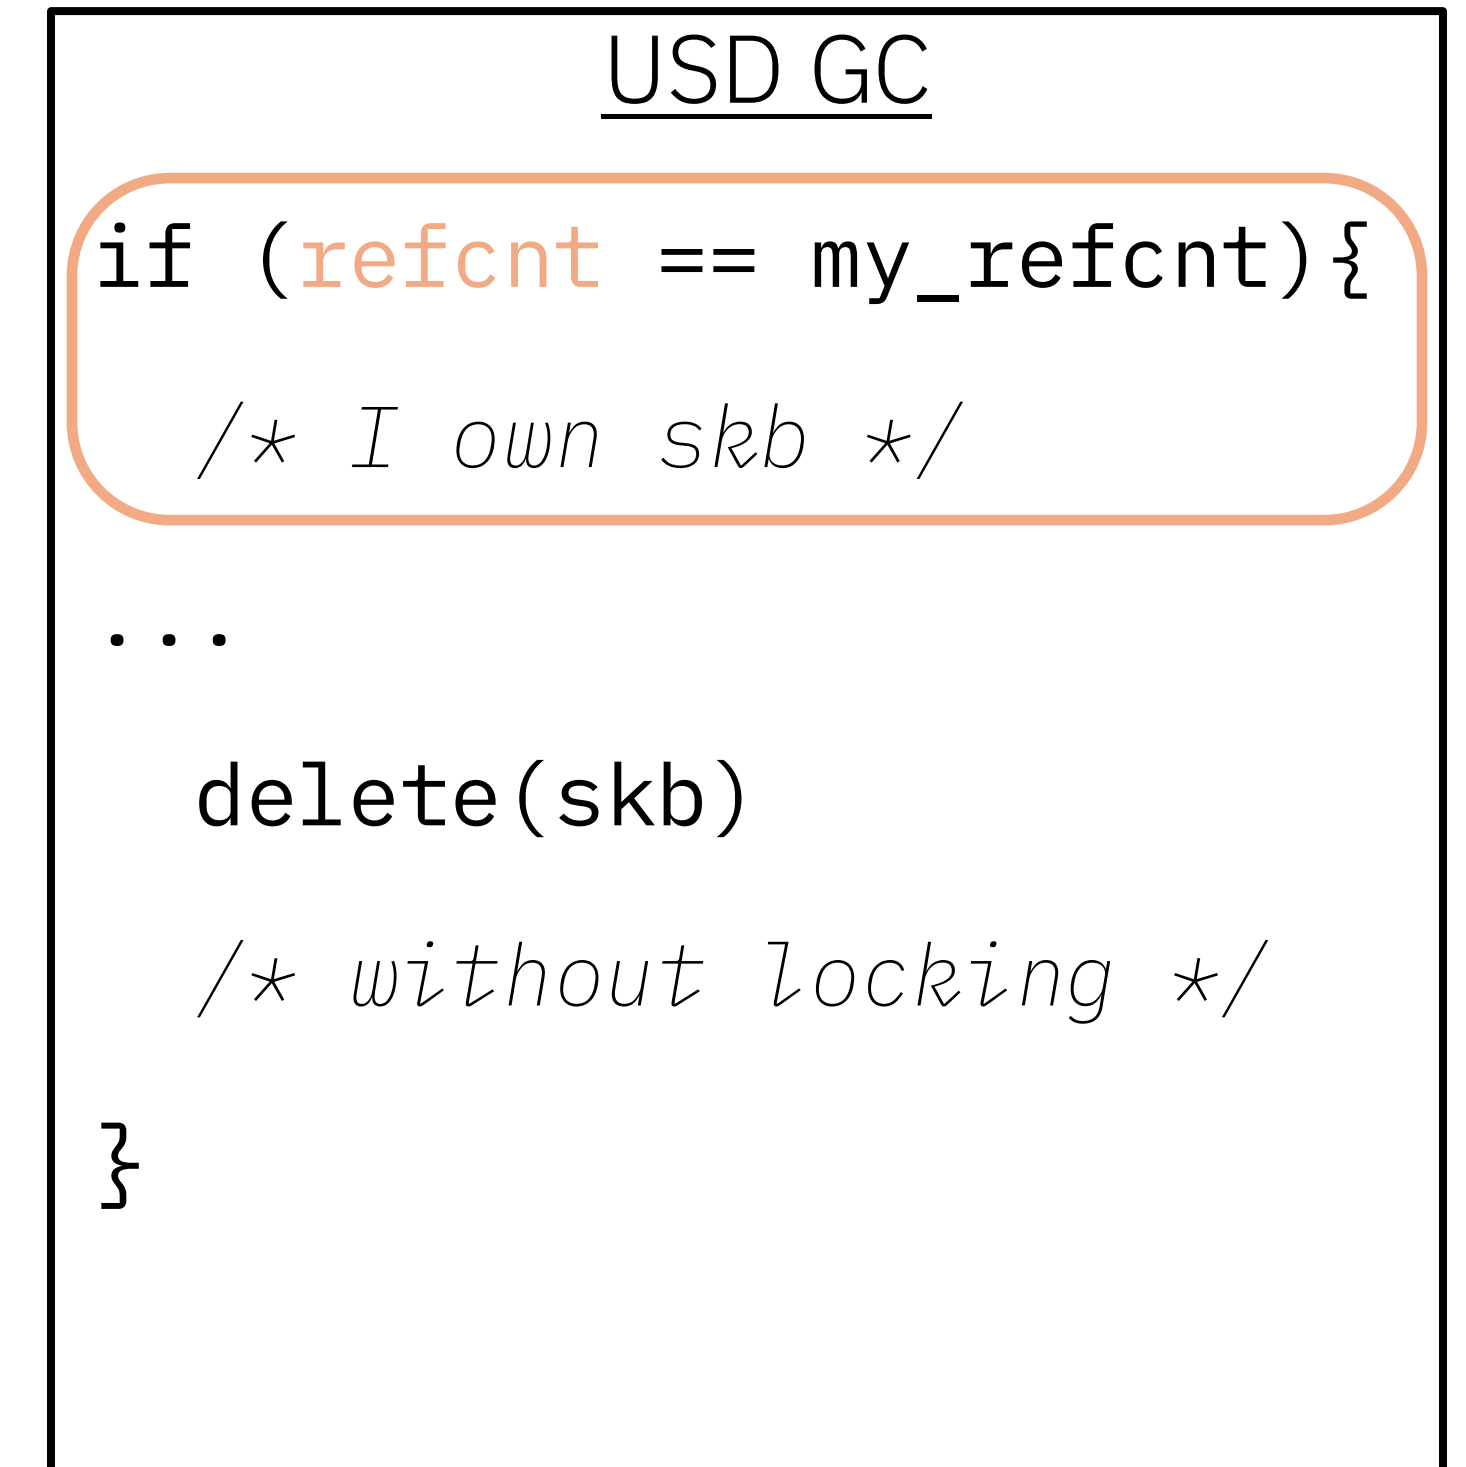 USD GC
if (refcnt == my_refcnt){
/* I own skb */
...
delete(skb)
/* without locking */
}